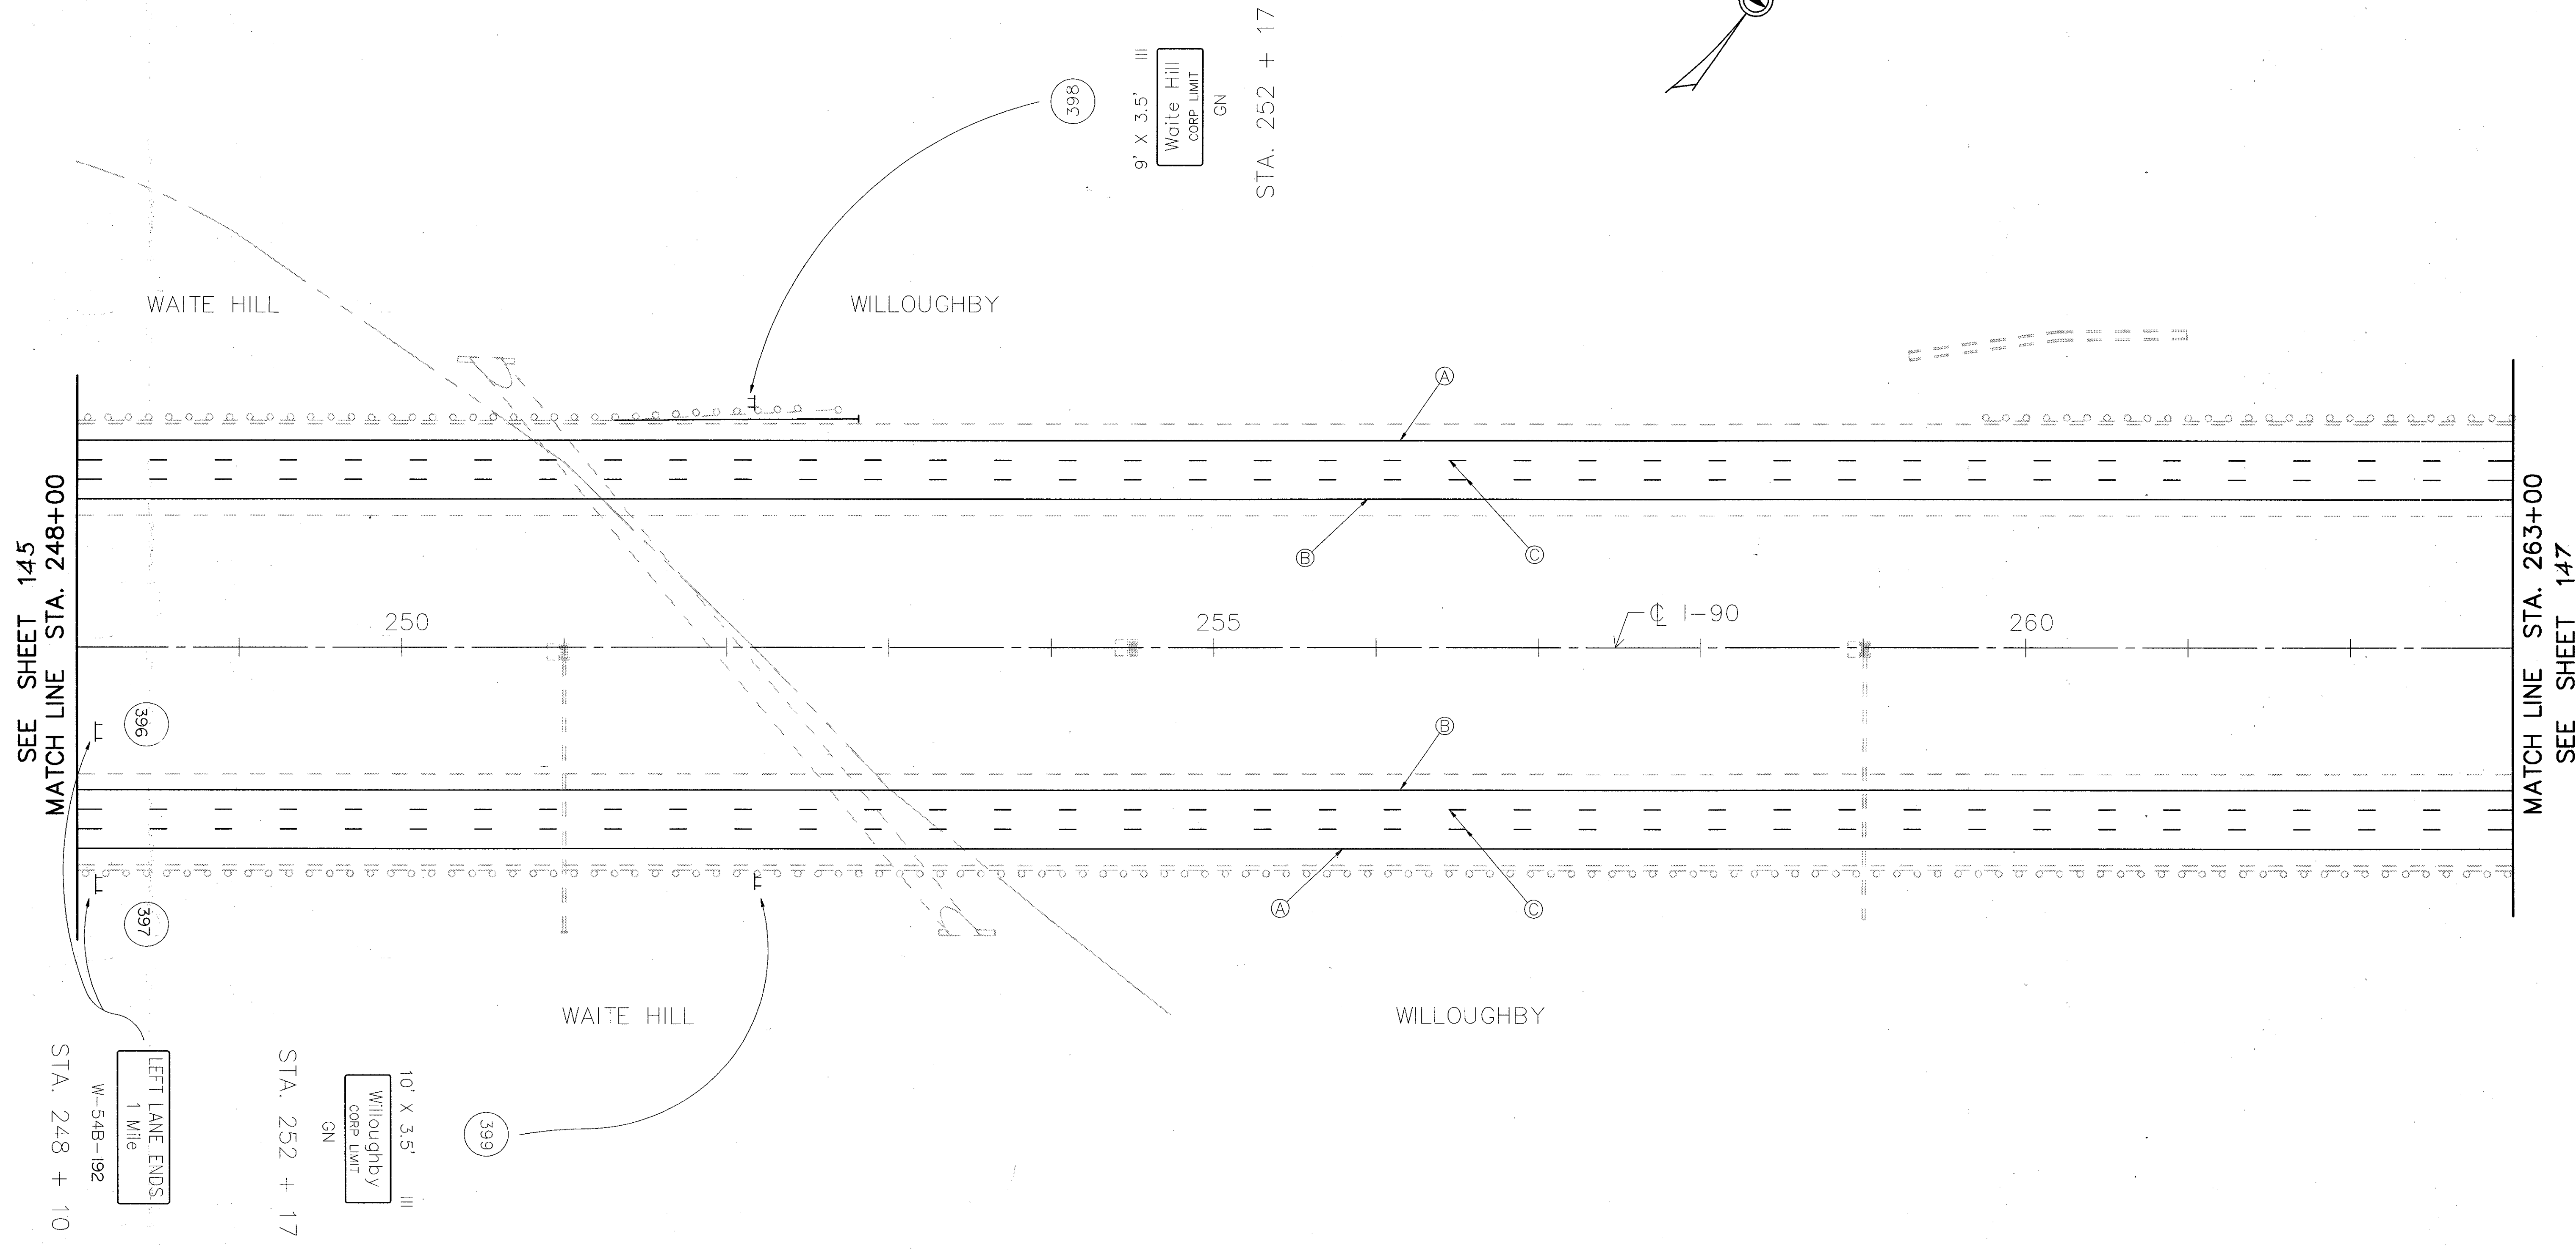 STA. 252 + 17
GN
Waite Hill
CORP LIMIT
9' X 3.5' III
398
WAITE HILL
WILLOUGHBY
A
B
C
SEE SHEET 145
MATCH LINE STA. 248+00
250
255
℄ I-90
260
MATCH LINE STA. 263+00
SEE SHEET 147
396
B
A
C
397
WAITE HILL
WILLOUGHBY
LEFT LANE ENDS
1 Mile
W-54B-192
STA. 248 + 10
10' X 3.5' III
Willoughby
CORP LIMIT
GN
STA. 252 + 17
399